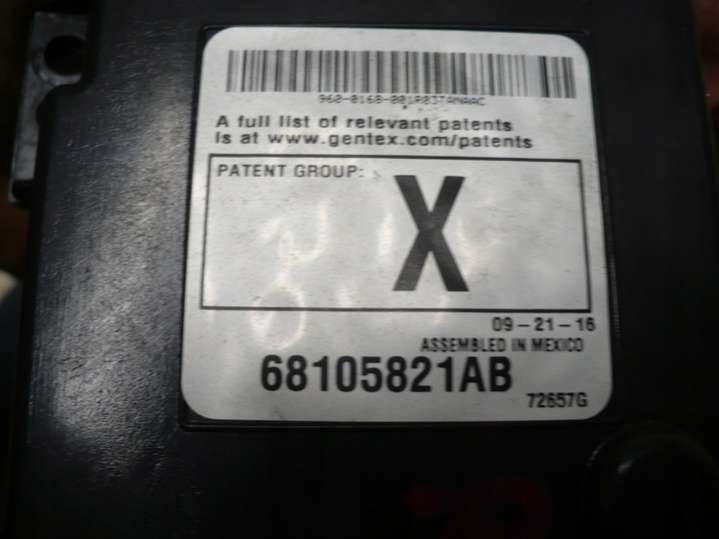 960-0168-001R03TANAAC
A full list of relevant patents
is at www.gentex.com/patents
PATENT GROUP:
X
09-21-16
ASSEMBLED IN MEXICO
68105821AB
72657G